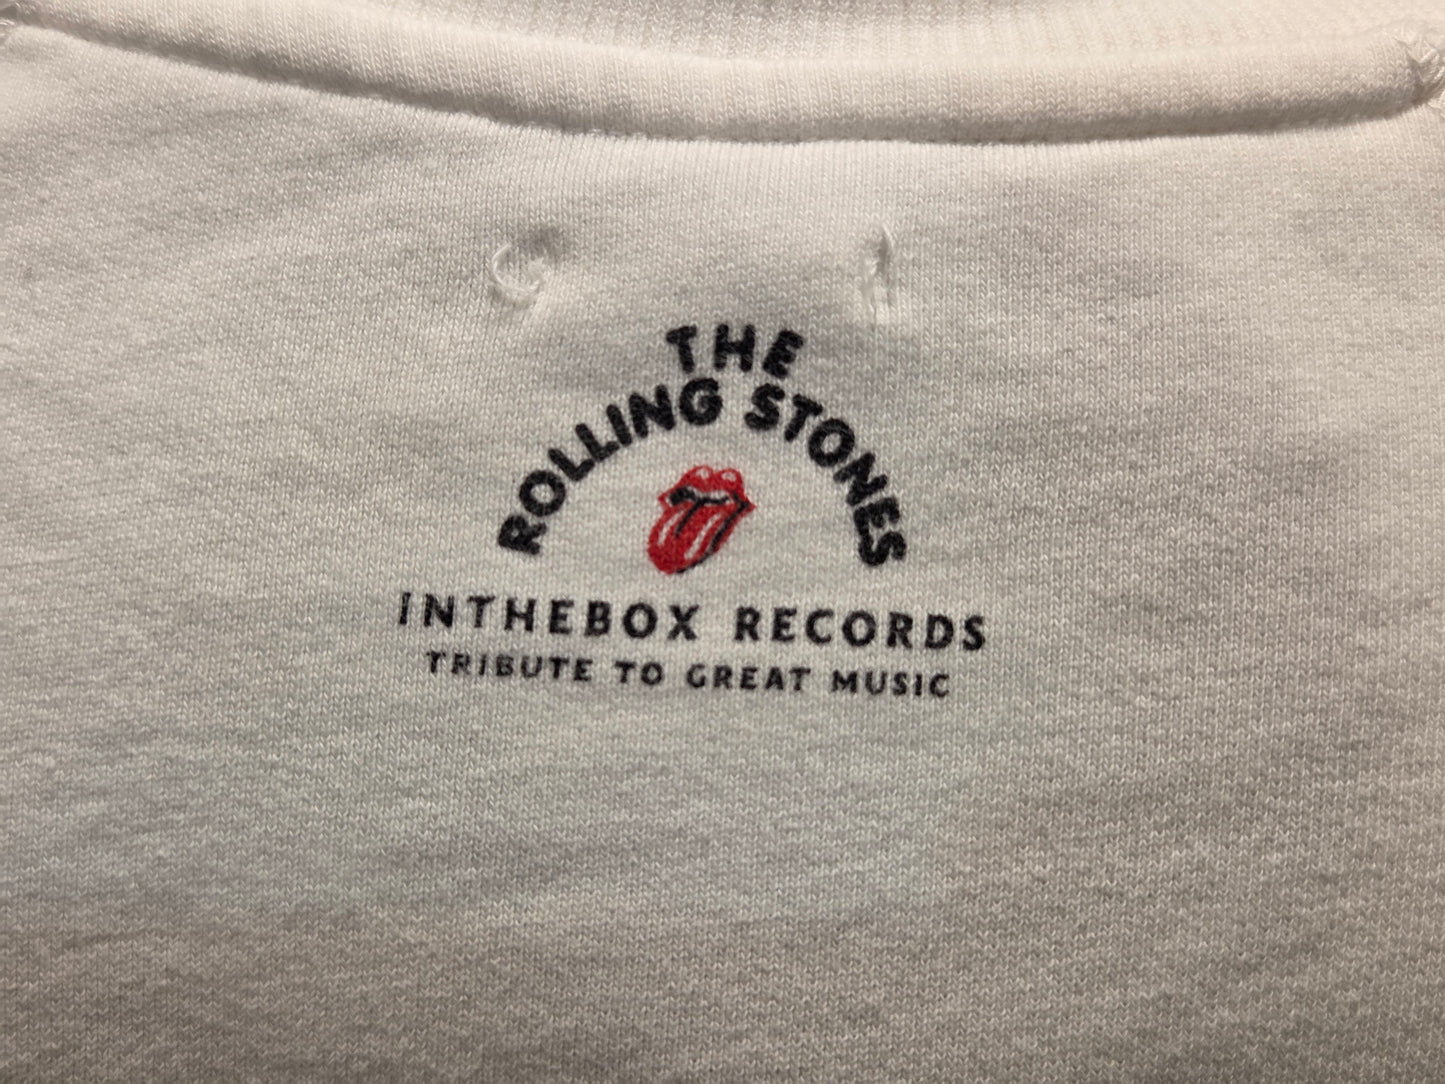 THE
ROLLING STONES
INTHEBOX RECORDS
TRIBUTE TO GREAT MUSIC